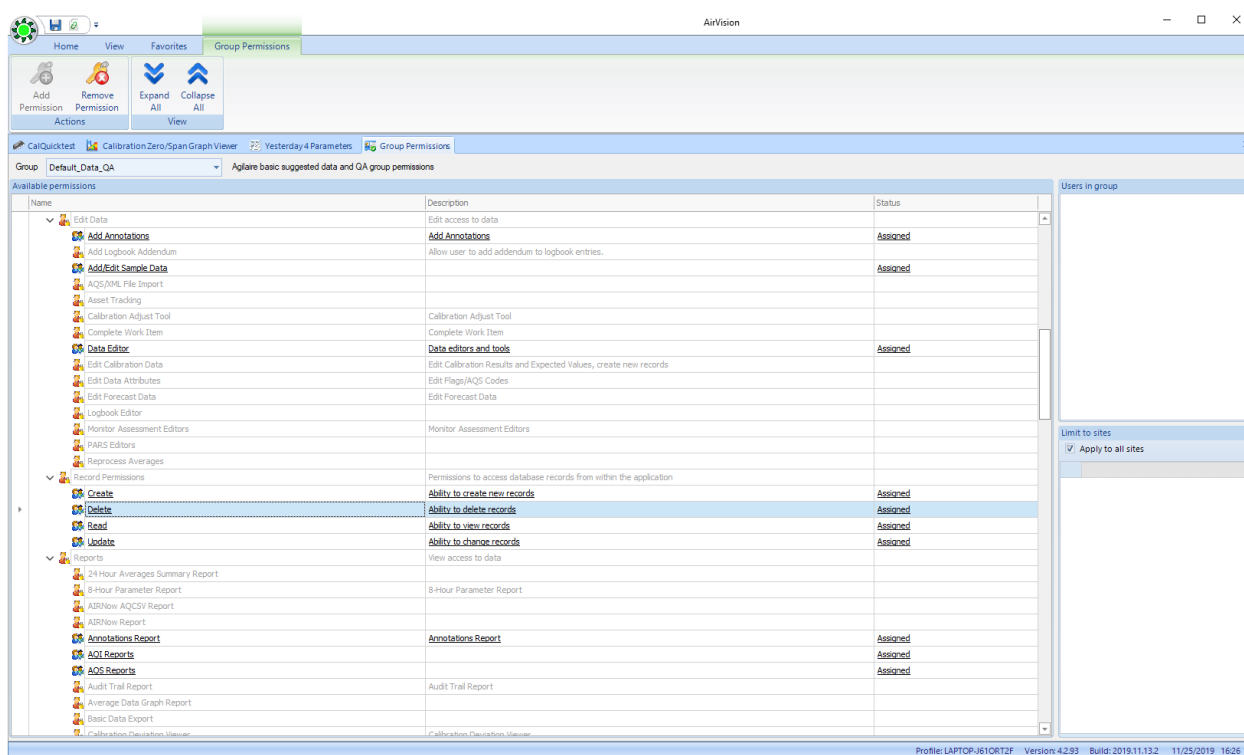 AirVision
Home View Favorites Group Permissions
Add Permission Remove Permission Expand All Collapse All
Actions View
CalQuicktest Calibration Zero/Span Graph Viewer Yesterday 4 Parameters Group Permissions
Group Default_Data_QA Agilaire basic suggested data and QA group permissions
Available permissions Users in group
Name Description Status
Edit Data Edit access to data
Add Annotations Add Annotations Assigned
Add Logbook Addendum Allow user to add addendum to logbook entries.
Add/Edit Sample Data Assigned
AQS/XML File Import
Asset Tracking
Calibration Adjust Tool Calibration Adjust Tool
Complete Work Item Complete Work Item
Data Editor Data editors and tools Assigned
Edit Calibration Data Edit Calibration Results and Expected Values, create new records
Edit Data Attributes Edit Flags/AQS Codes
Edit Forecast Data Edit Forecast Data
Logbook Editor
Monitor Assessment Editors Monitor Assessment Editors
Limit to sites
PARS Editors
Apply to all sites
Reprocess Averages
Record Permissions Permissions to access database records from within the application
Create Ability to create new records Assigned
Delete Ability to delete records Assigned
Read Ability to view records Assigned
Update Ability to change records Assigned
Reports View access to data
24 Hour Averages Summary Report
8-Hour Parameter Report 8-Hour Parameter Report
AIRNow AQCSV Report
AIRNow Report
Annotations Report Annotations Report Assigned
AQI Reports Assigned
AQS Reports Assigned
Audit Trail Report Audit Trail Report
Average Data Graph Report
Basic Data Export
Calibration Deviation Viewer Calibration Deviation Viewer
Profile: LAPTOP-J61ORT2F Version: 4.2.93 Build: 2019.11.13.2 11/25/2019 16:26